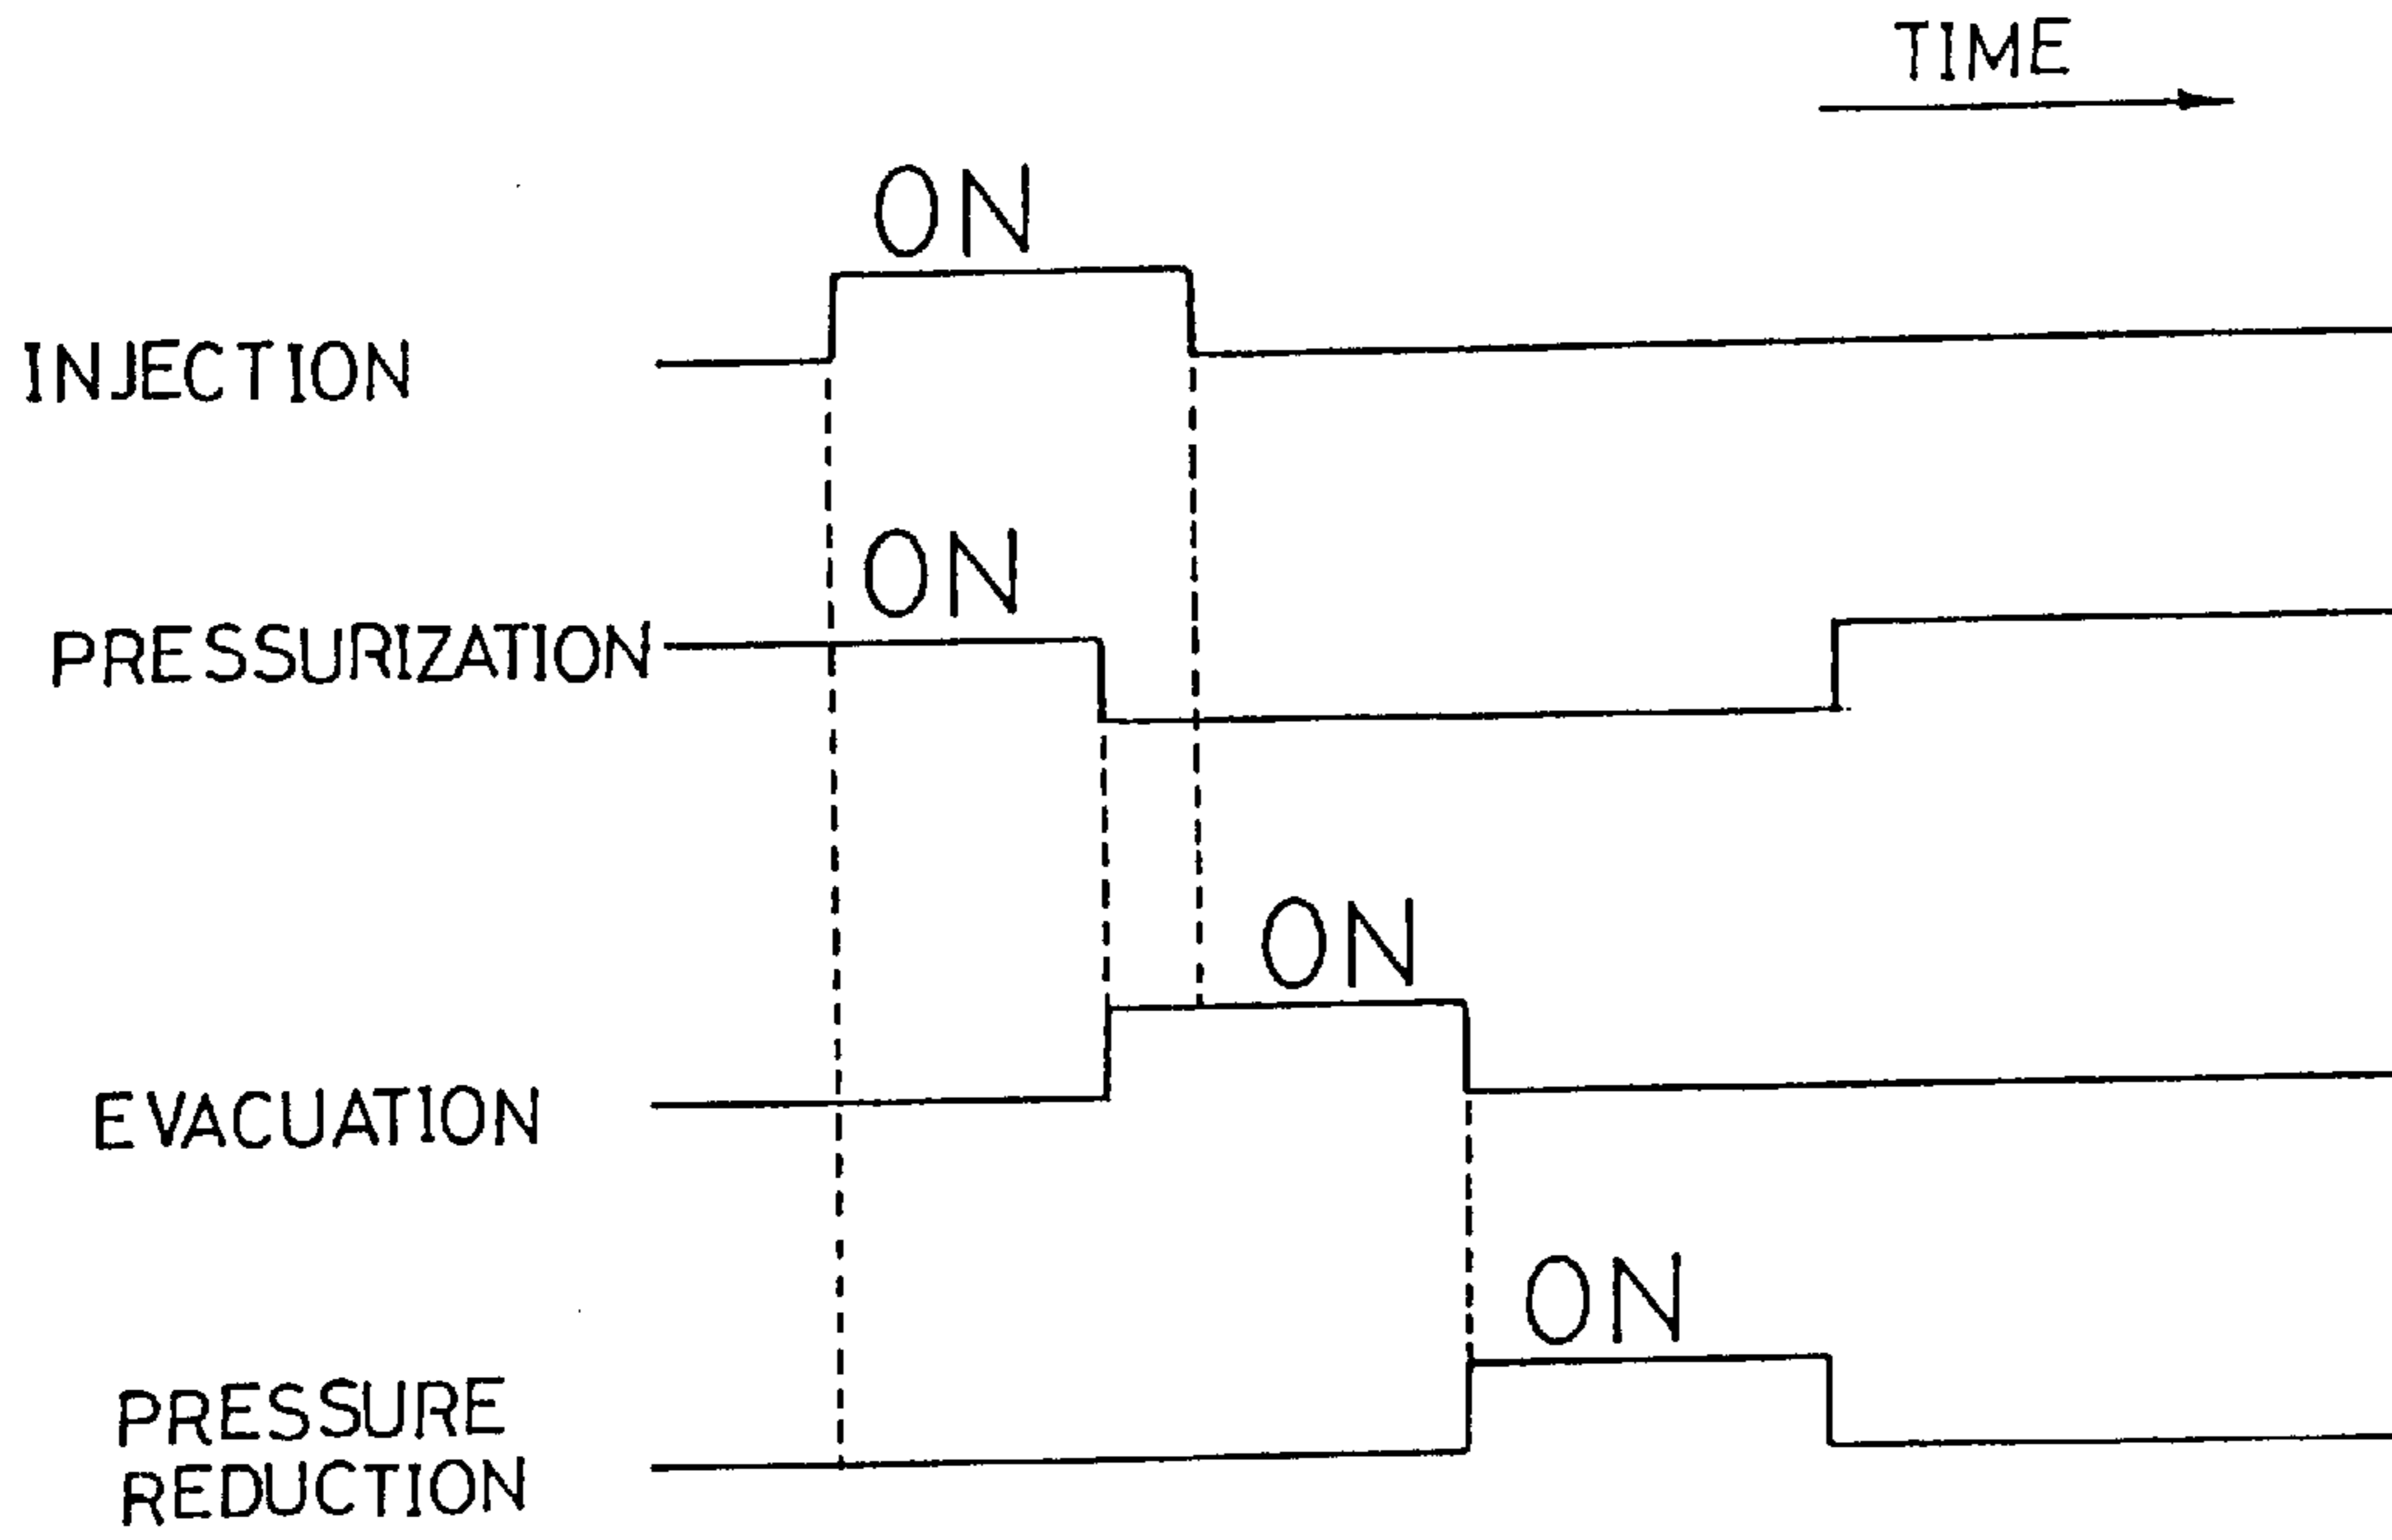 TIME
ON
INJECTION
ON
PRESSURIZATION
ON
EVACUATION
ON
PRESSURE
REDUCTION